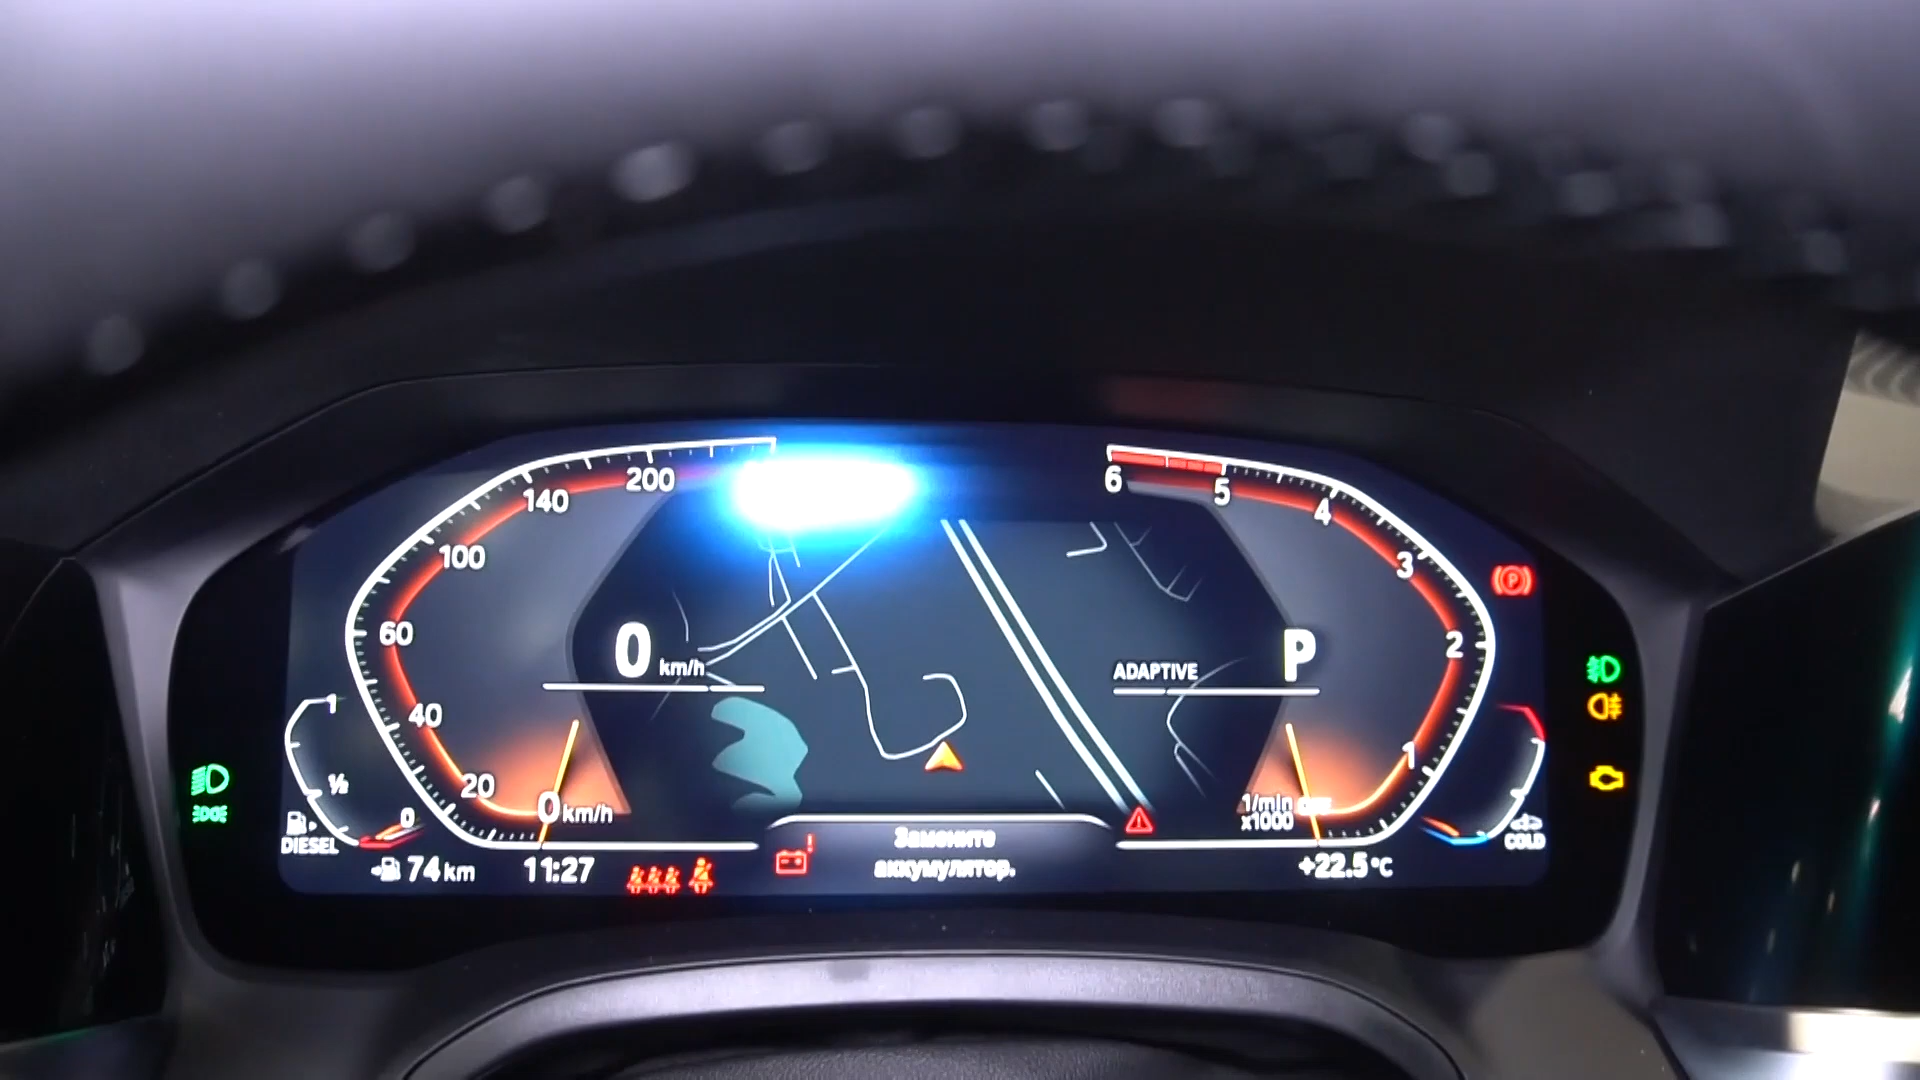 200
140
100
60
40
20
0 km/h
0 km/h
1
½
0
DIESEL
74 km
11:27
Замените
аккумулятор.
ADAPTIVE
P
6
5
4
3
2
1
1/min
x1000
OFF
P
COLD
+22.5 °C